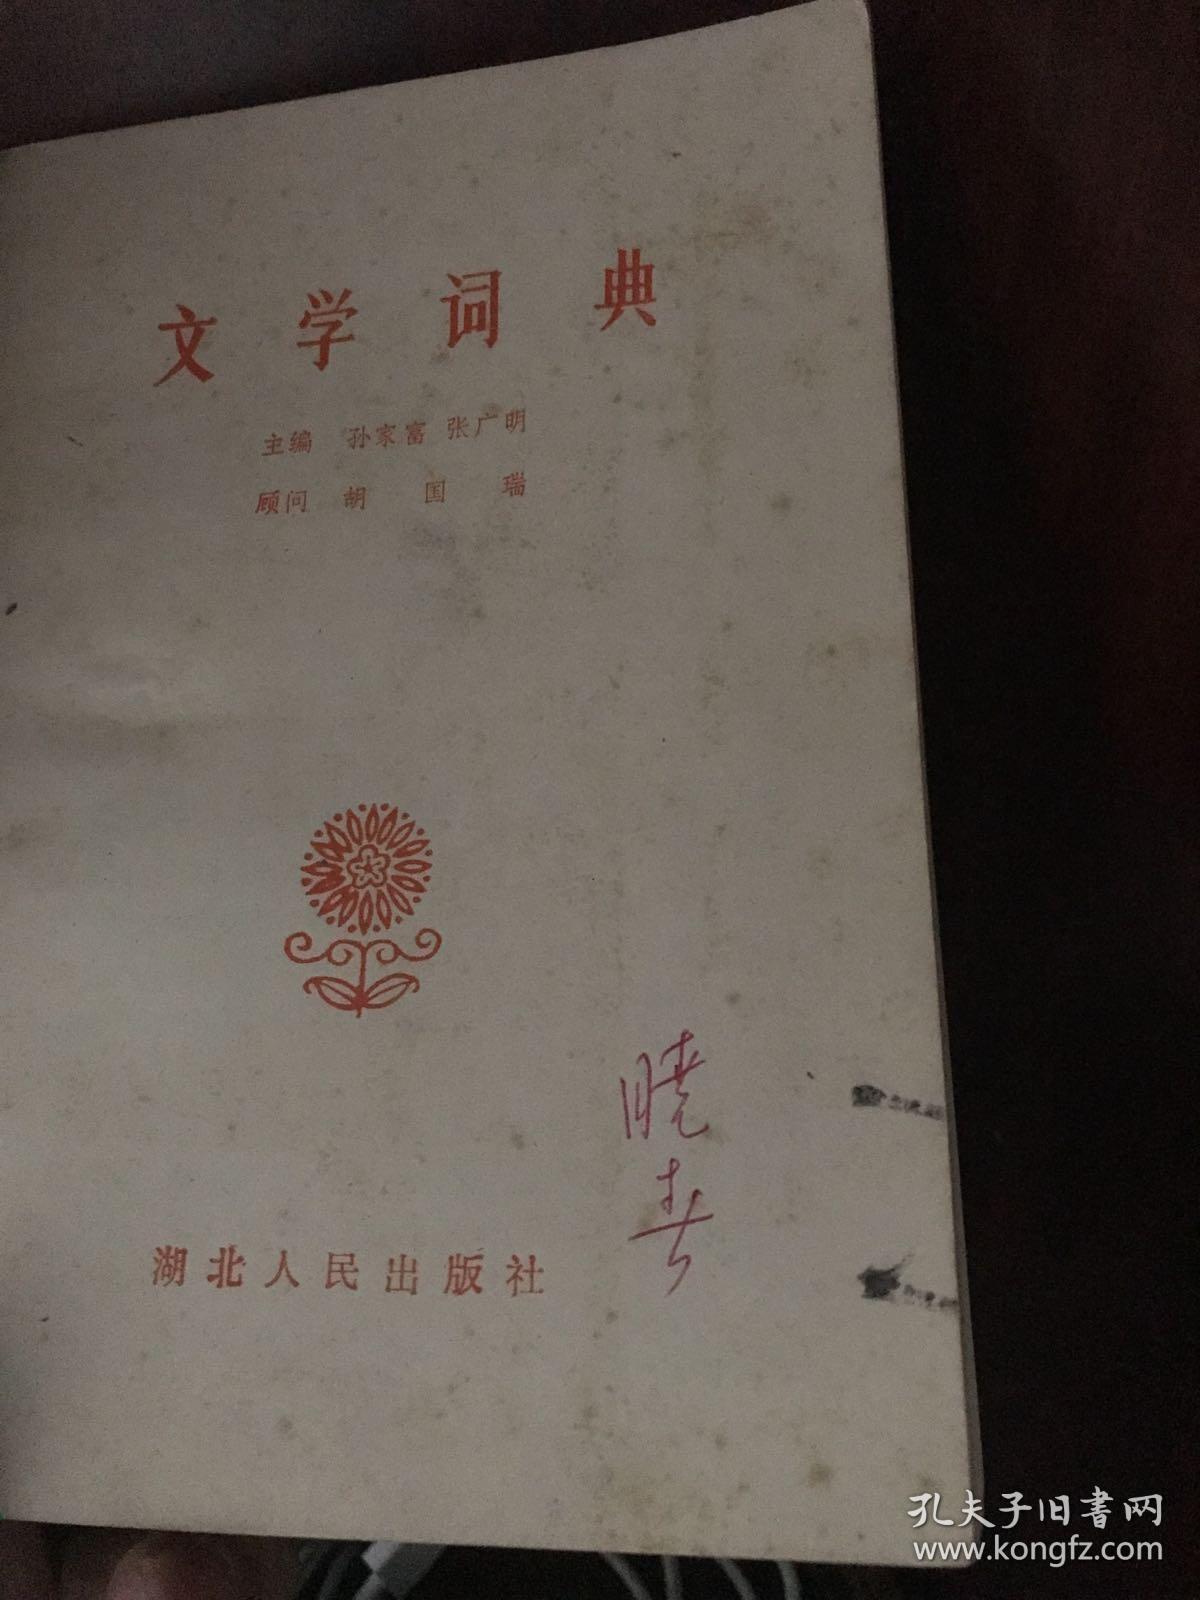 文学词典
主编 孙家富 张广明
顾问 胡国瑞
晓
湖北人民出版社
孔夫子旧书网
www.kongfz.com